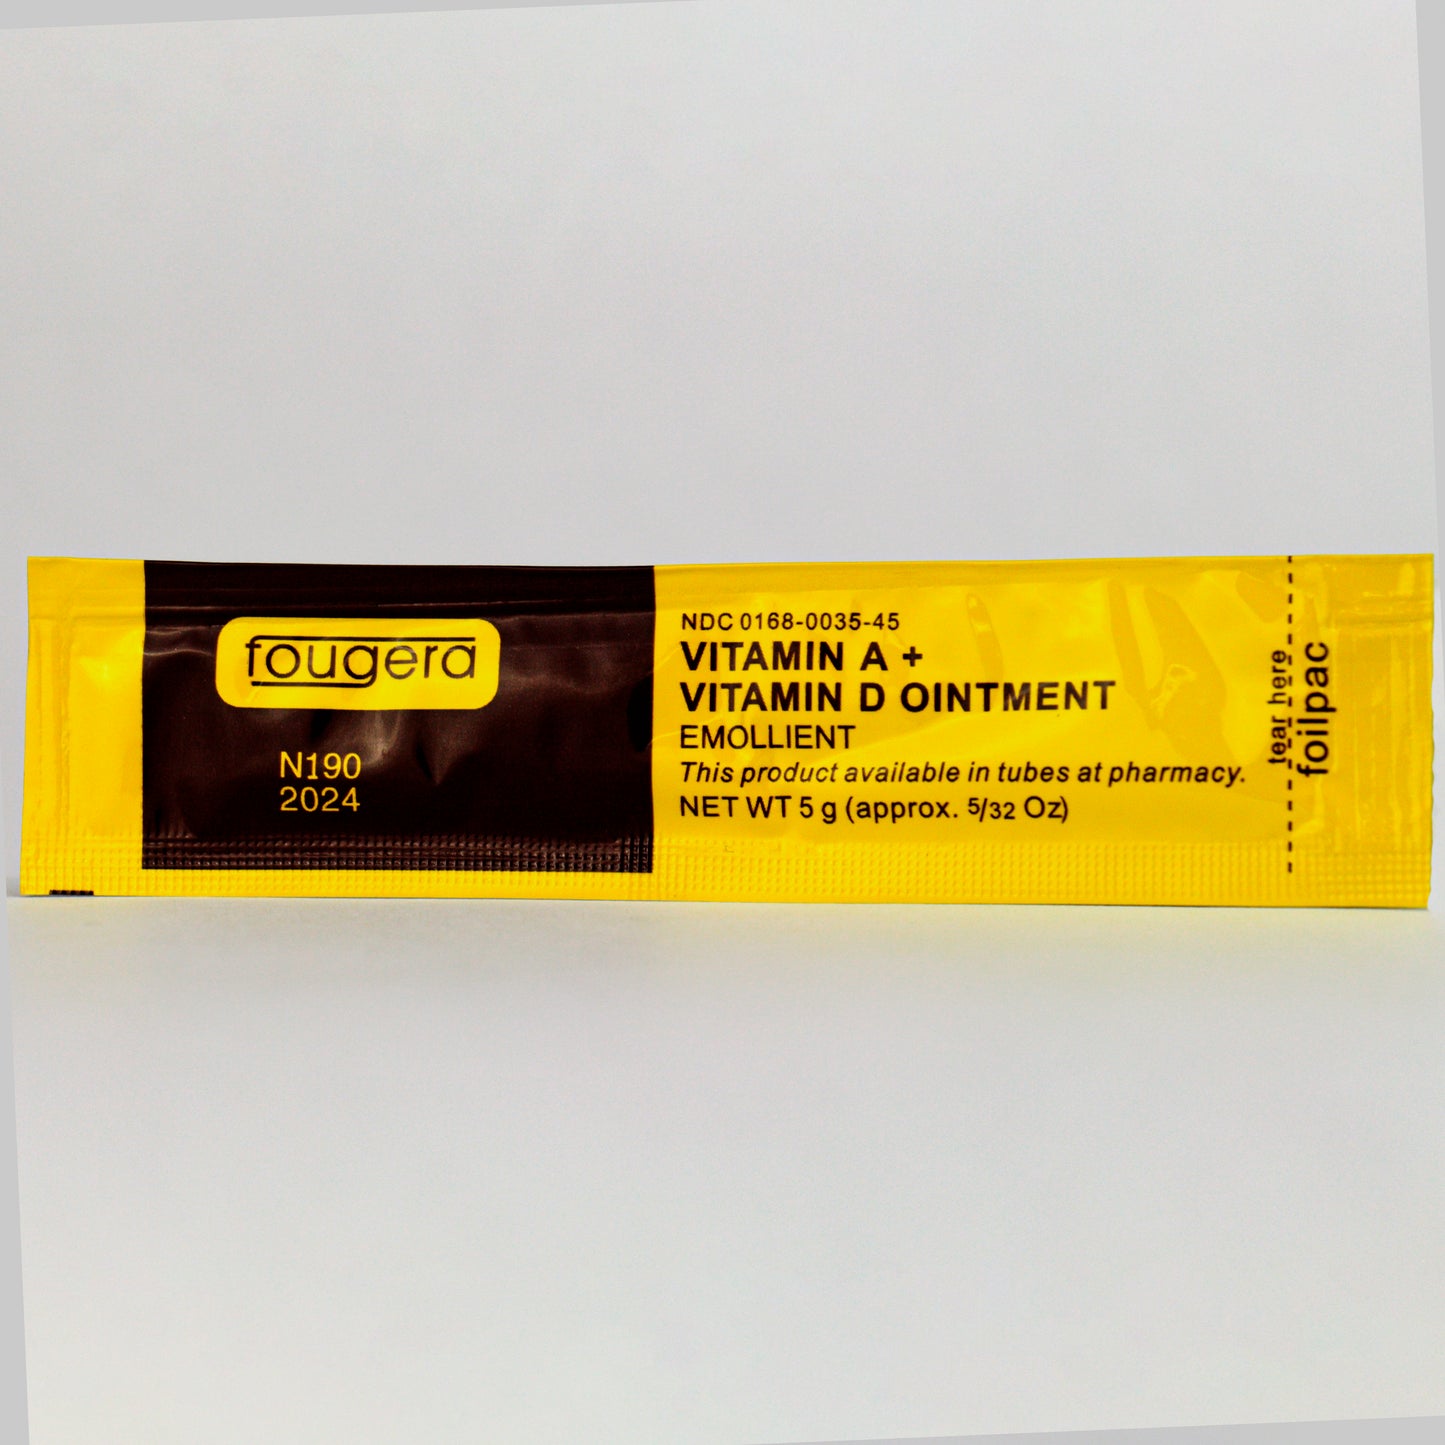 fougera
N190
2024
NDC 0168-0035-45
VITAMIN A +
VITAMIN D OINTMENT
EMOLLIENT
This product available in tubes at pharmacy.
NET WT 5 g (approx. 5/32 Oz)
tear here
foilpac